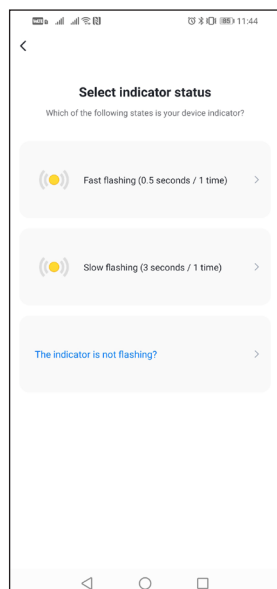 85 11:44
Select indicator status
Which of the following states is your device indicator?
Fast flashing (0.5 seconds / 1 time)
Slow flashing (3 seconds / 1 time)
The indicator is not flashing?